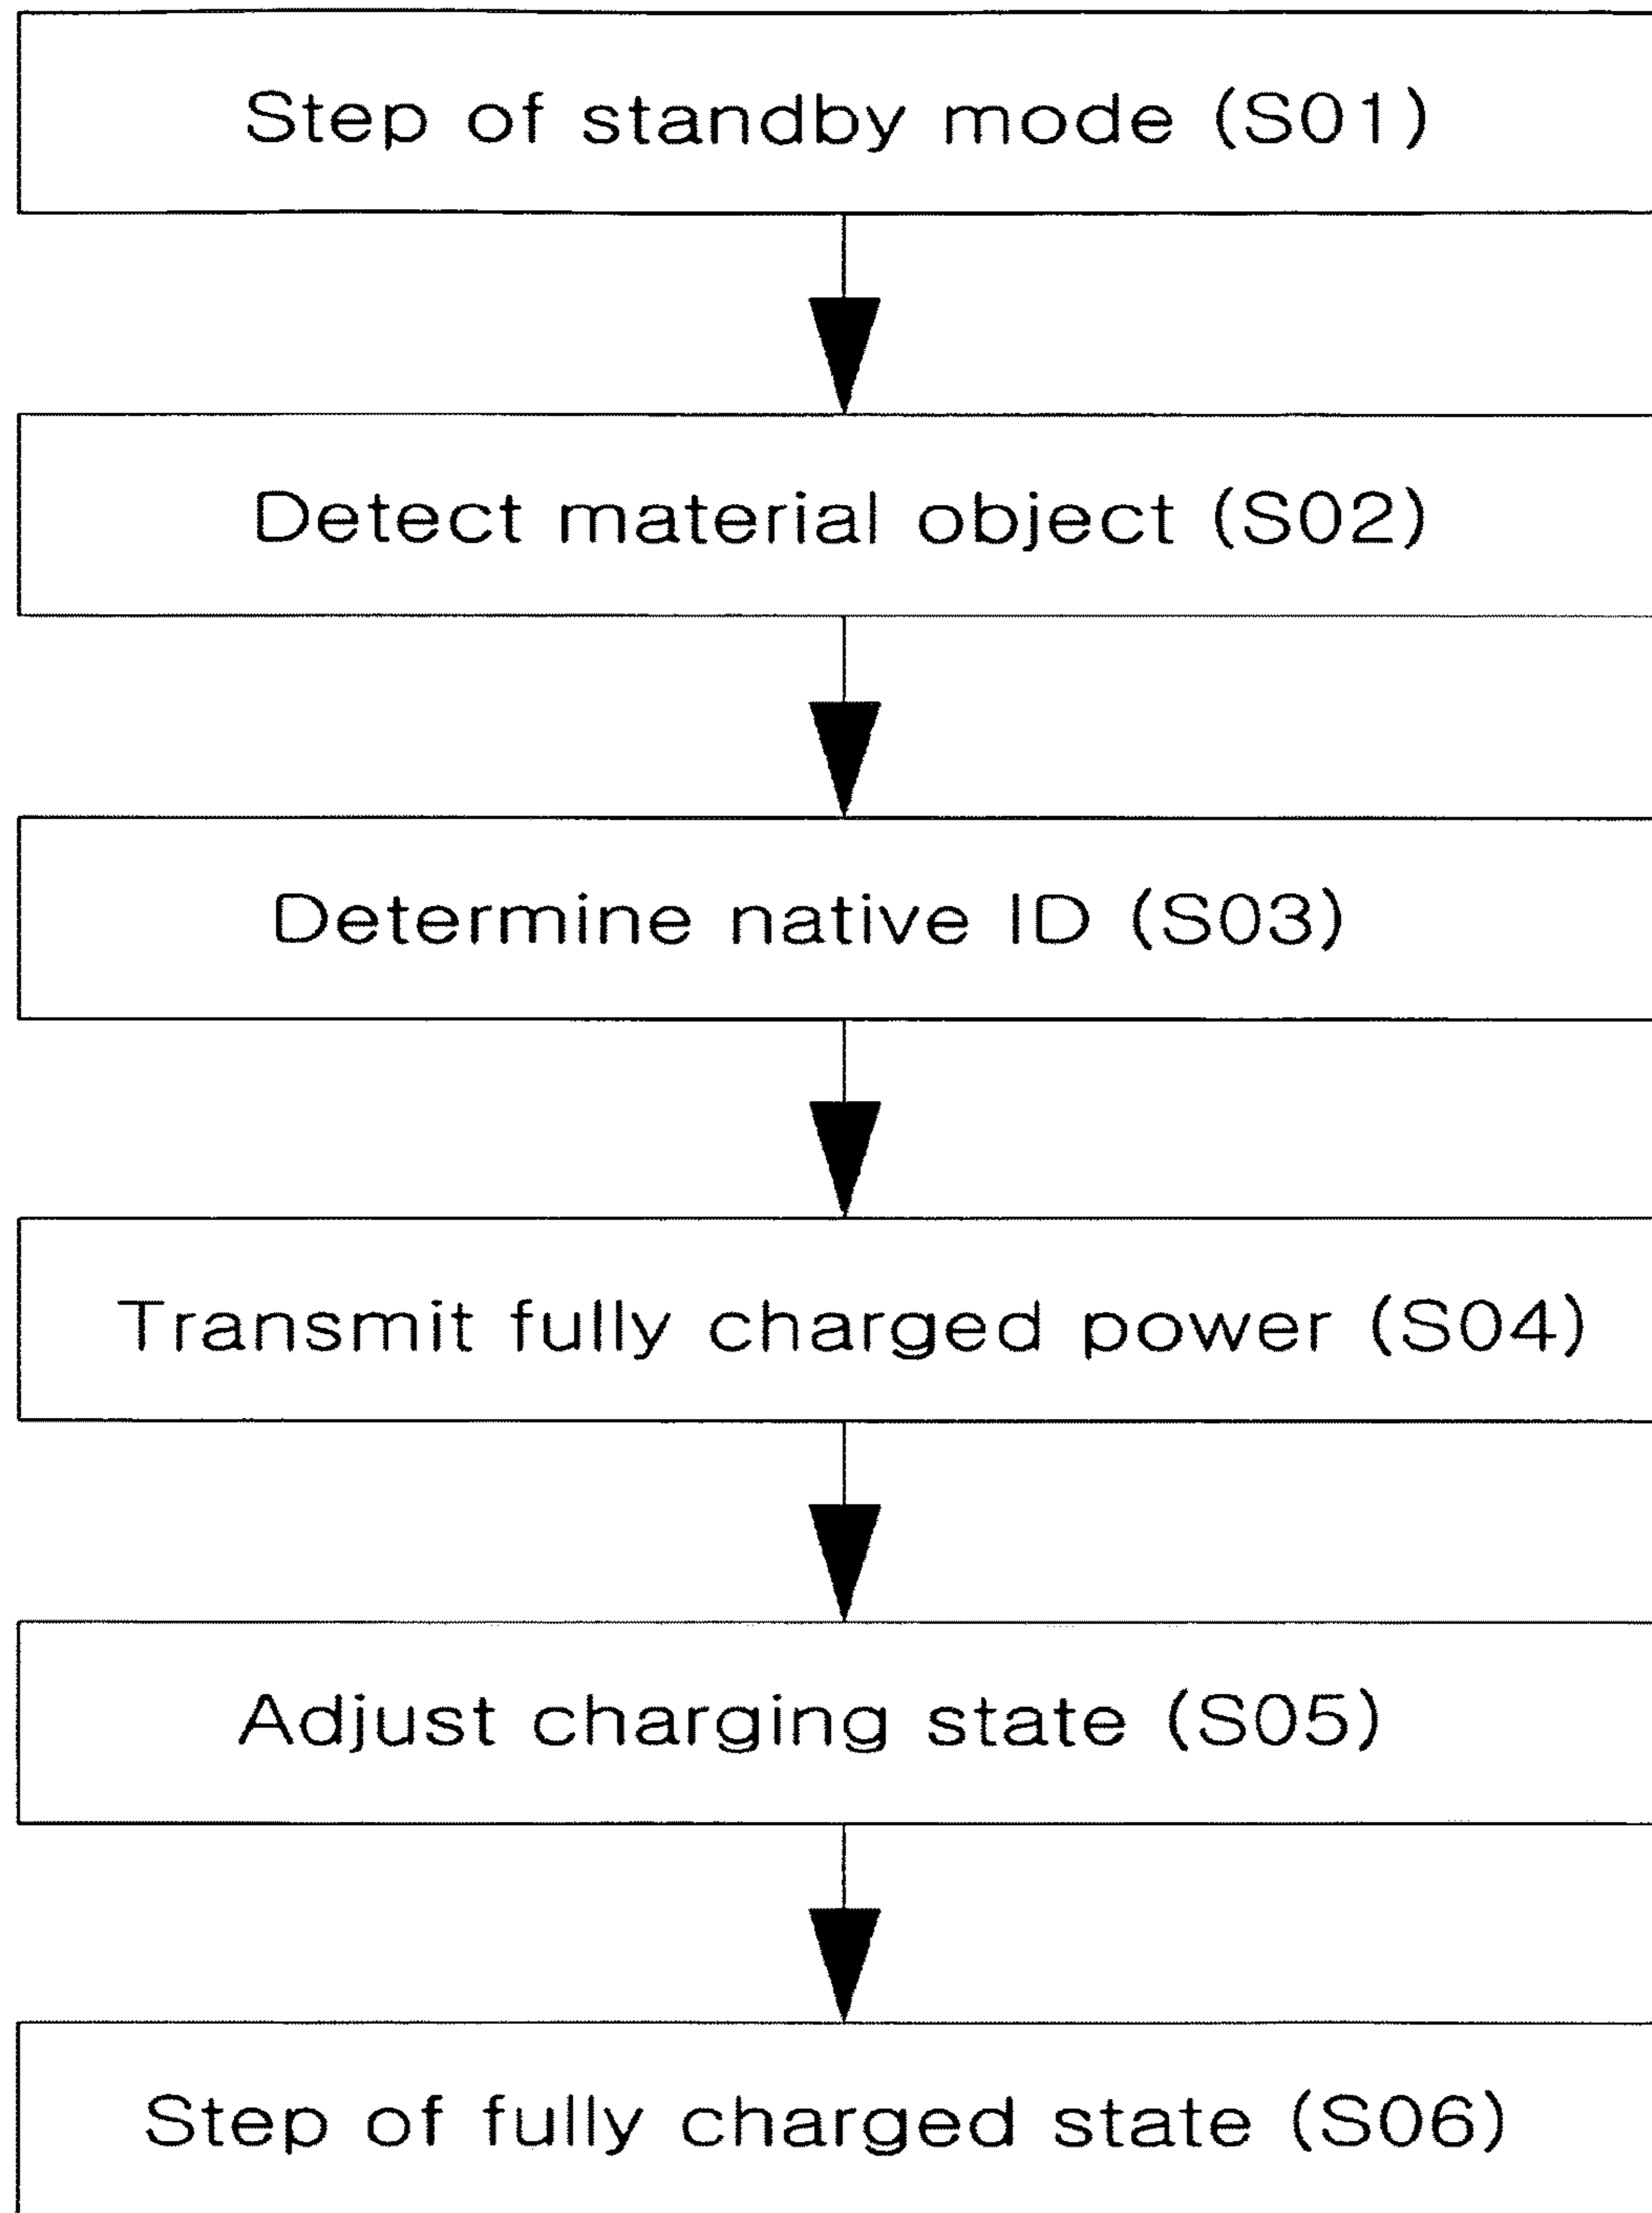 Step of standby mode (S01)
Detect material object (S02)
Determine native ID (S03)
Transmit fully charged power (S04)
Adjust charging state (S05)
Step of fully charged state (S06)